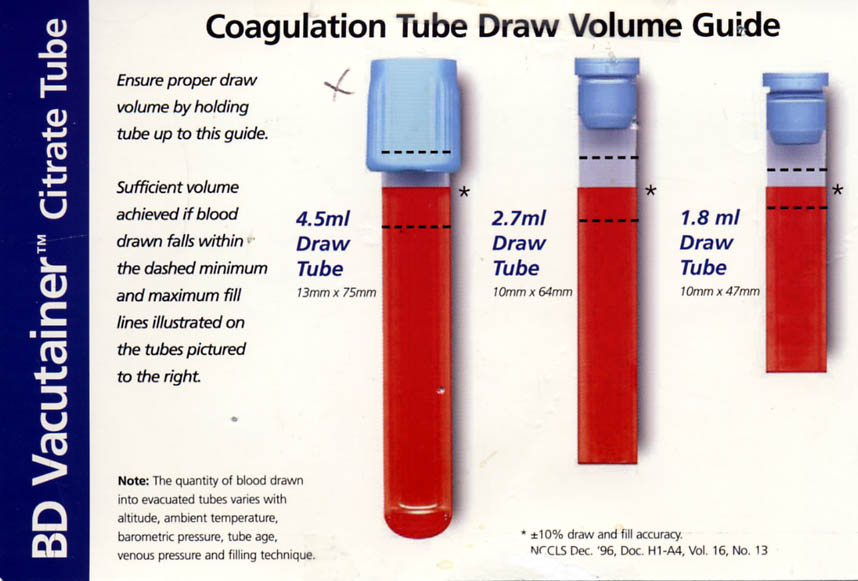 Coagulation Tube Draw Volume Guide
BD Vacutainer™ Citrate Tube
Ensure proper draw
volume by holding
tube up to this guide.
Sufficient volume
achieved if blood
drawn falls within
the dashed minimum
and maximum fill
lines illustrated on
the tubes pictured
to the right.
Note: The quantity of blood drawn
into evacuated tubes varies with
altitude, ambient temperature,
barometric pressure, tube age,
venous pressure and filling technique.
4.5ml
Draw
Tube
13mm x 75mm
*
2.7ml
Draw
Tube
10mm x 64mm
*
1.8 ml
Draw
Tube
10mm x 47mm
*
* ±10% draw and fill accuracy.
NCCLS Dec. '96, Doc. H1-A4, Vol. 16, No. 13